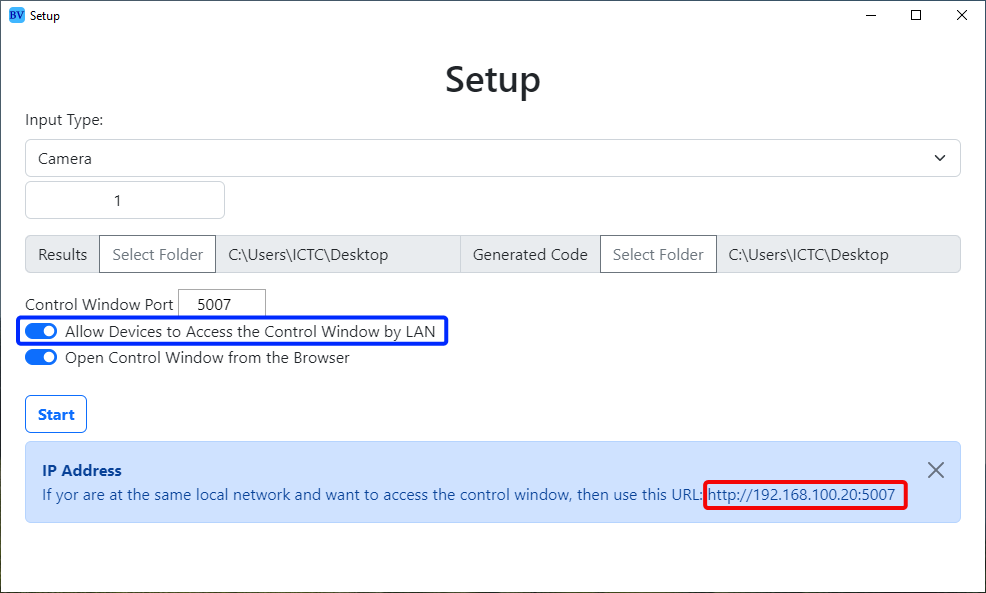 BV Setup
Setup
Input Type:
Camera
1
Results Select Folder C:\Users\ICTC\Desktop Generated Code Select Folder C:\Users\ICTC\Desktop
Control Window Port 5007
Allow Devices to Access the Control Window by LAN
Open Control Window from the Browser
Start
IP Address
If yor are at the same local network and want to access the control window, then use this URL: http://192.168.100.20:5007